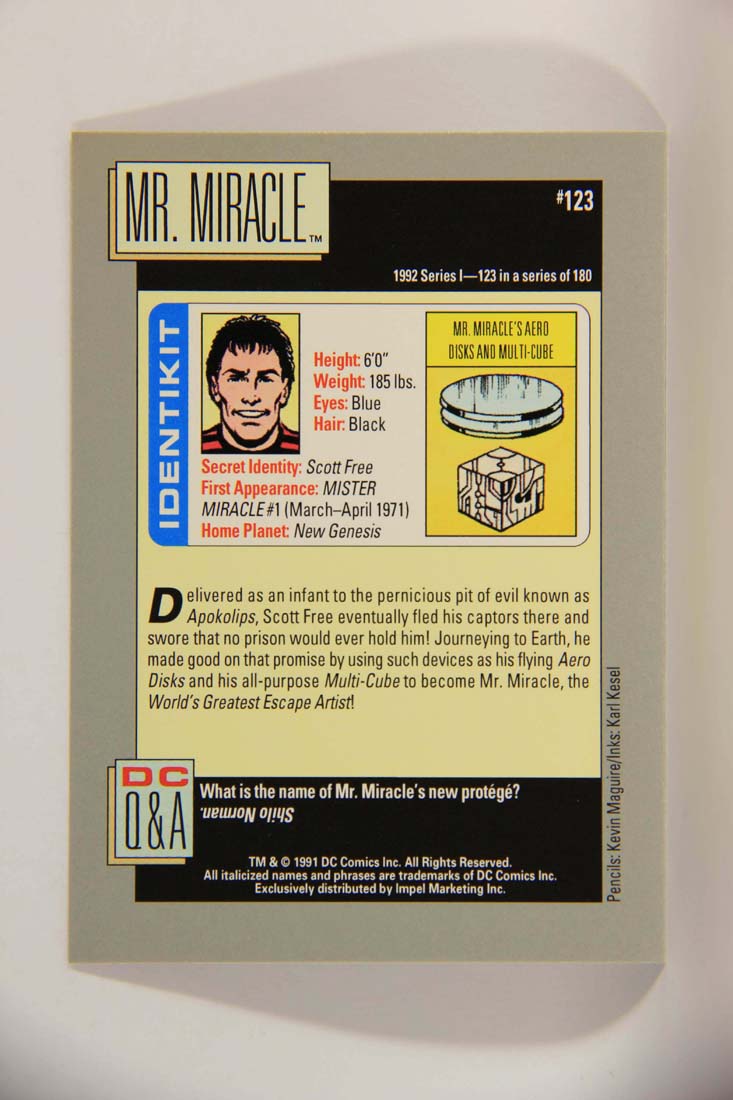 MR. MIRACLE™
#123
1992 Series I—123 in a series of 180
IDENTIKIT
Height: 6'0"
Weight: 185 lbs.
Eyes: Blue
Hair: Black
Secret Identity: Scott Free
First Appearance: MISTER
MIRACLE #1 (March–April 1971)
Home Planet: New Genesis
MR. MIRACLE'S AERO
DISKS AND MULTI-CUBE
Delivered as an infant to the pernicious pit of evil known as
Apokolips, Scott Free eventually fled his captors there and
swore that no prison would ever hold him! Journeying to Earth, he
made good on that promise by using such devices as his flying Aero
Disks and his all-purpose Multi-Cube to become Mr. Miracle, the
World's Greatest Escape Artist!
DC
Q&A
What is the name of Mr. Miracle's new protégé?
Shilo Norman.
TM & © 1991 DC Comics Inc. All Rights Reserved.
All italicized names and phrases are trademarks of DC Comics Inc.
Exclusively distributed by Impel Marketing Inc.
Pencils: Kevin Maguire/Inks: Karl Kesel